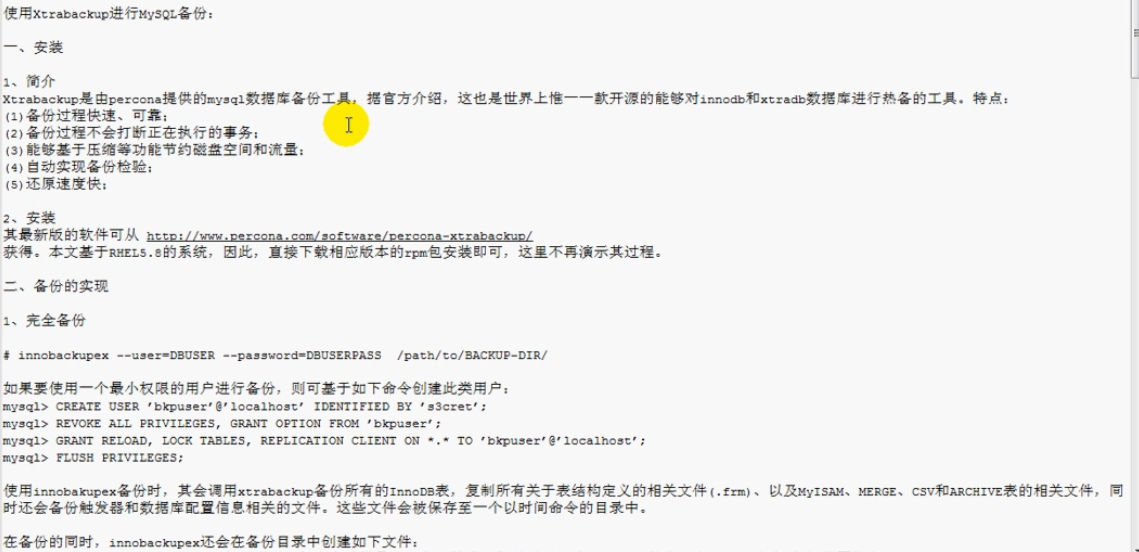 使用Xtrabackup进行MySQL备份:
一、安装
1、简介
Xtrabackup是由percona提供的mysql数据库备份工具,据官方介绍,这也是世界上惟一一款开源的能够对innodb和xtradb数据库进行热备的工具。特点:
(1)备份过程快速、可靠;
(2)备份过程不会打断正在执行的事务;
(3)能够基于压缩等功能节约磁盘空间和流量;
(4)自动实现备份检验;
(5)还原速度快;
2、安装
其最新版的软件可从 http://www.percona.com/software/percona-xtrabackup/
获得。本文基于RHEL5.8的系统,因此,直接下载相应版本的rpm包安装即可,这里不再演示其过程。
二、备份的实现
1、完全备份
# innobackupex --user=DBUSER --password=DBUSERPASS  /path/to/BACKUP-DIR/
如果要使用一个最小权限的用户进行备份,则可基于如下命令创建此类用户:
mysql> CREATE USER ’bkpuser’@’localhost’ IDENTIFIED BY ’s3cret’;
mysql> REVOKE ALL PRIVILEGES, GRANT OPTION FROM ’bkpuser’;
mysql> GRANT RELOAD, LOCK TABLES, REPLICATION CLIENT ON *.* TO ’bkpuser’@’localhost’;
mysql> FLUSH PRIVILEGES;
使用innobakupex备份时,其会调用xtrabackup备份所有的InnoDB表,复制所有关于表结构定义的相关文件(.frm)、以及MyISAM、MERGE、CSV和ARCHIVE表的相关文件,同
时还会备份触发器和数据库配置信息相关的文件。这些文件会被保存至一个以时间命令的目录中。
在备份的同时,innobackupex还会在备份目录中创建如下文件: